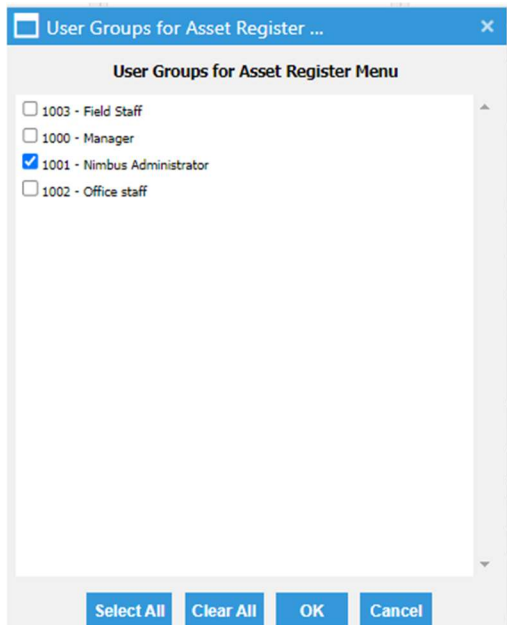 User Groups for Asset Register ...
User Groups for Asset Register Menu
1003 - Field Staff
1000 - Manager
1001 - Nimbus Administrator
1002 - Office staff
Select All Clear All OK Cancel